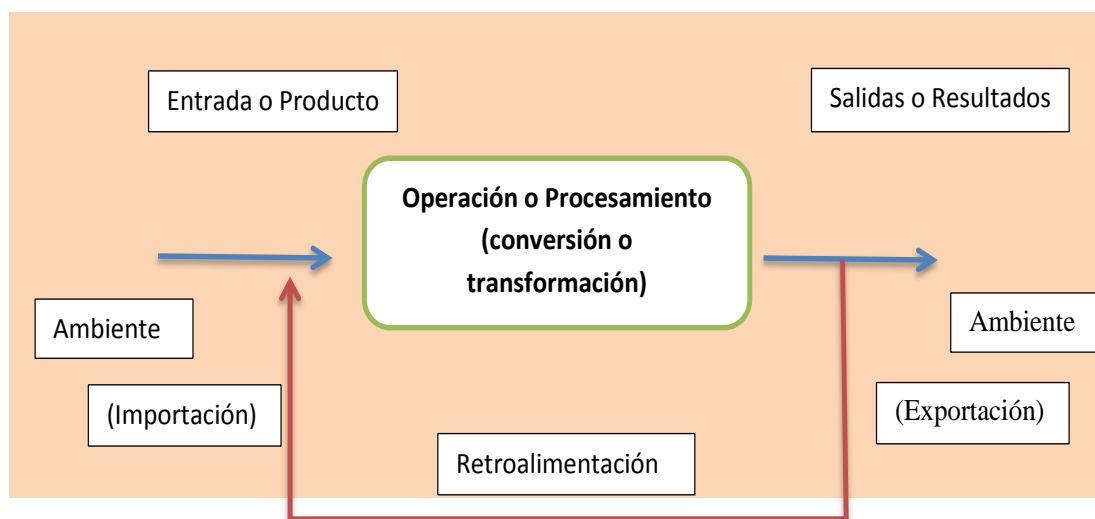 Entrada o Producto
Salidas o Resultados
Operación o Procesamiento
(conversión o
transformación)
Ambiente
Ambiente
(Importación)
(Exportación)
Retroalimentación